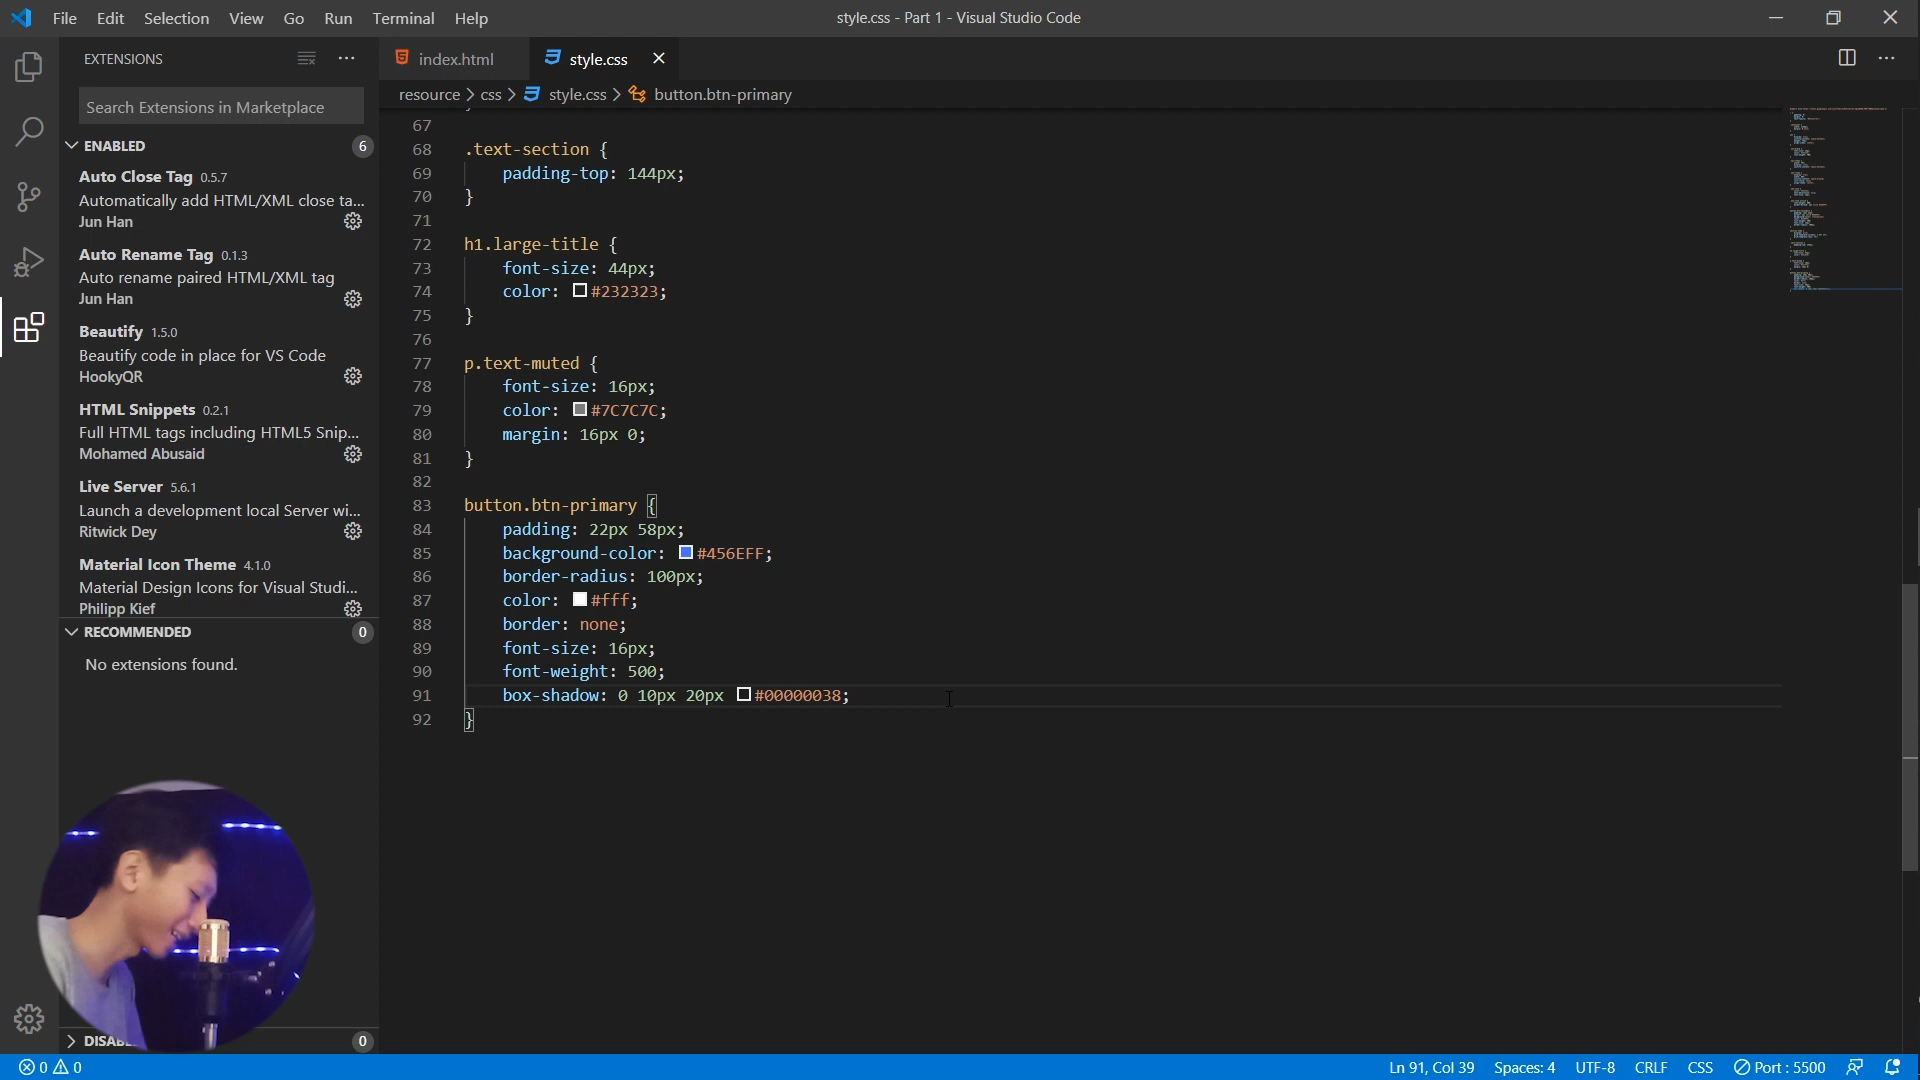 File Edit Selection View Go Run Terminal Help
style.css - Part 1 - Visual Studio Code
EXTENSIONS
Search Extensions in Marketplace
ENABLED 6
Auto Close Tag 0.5.7
Automatically add HTML/XML close ta...
Jun Han
Auto Rename Tag 0.1.3
Auto rename paired HTML/XML tag
Jun Han
Beautify 1.5.0
Beautify code in place for VS Code
HookyQR
HTML Snippets 0.2.1
Full HTML tags including HTML5 Snip...
Mohamed Abusaid
Live Server 5.6.1
Launch a development local Server wi...
Ritwick Dey
Material Icon Theme 4.1.0
Material Design Icons for Visual Studi...
Philipp Kief
RECOMMENDED 0
No extensions found.
DISAB... 0
index.html style.css
resource > css > style.css > button.btn-primary
67
68 .text-section {
69 padding-top: 144px;
70 }
71
72 h1.large-title {
73 font-size: 44px;
74 color: #232323;
75 }
76
77 p.text-muted {
78 font-size: 16px;
79 color: #7C7C7C;
80 margin: 16px 0;
81 }
82
83 button.btn-primary {
84 padding: 22px 58px;
85 background-color: #456EFF;
86 border-radius: 100px;
87 color: #fff;
88 border: none;
89 font-size: 16px;
90 font-weight: 500;
91 box-shadow: 0 10px 20px #00000038;
92 }
0 0
Ln 91, Col 39 Spaces: 4 UTF-8 CRLF CSS Port : 5500